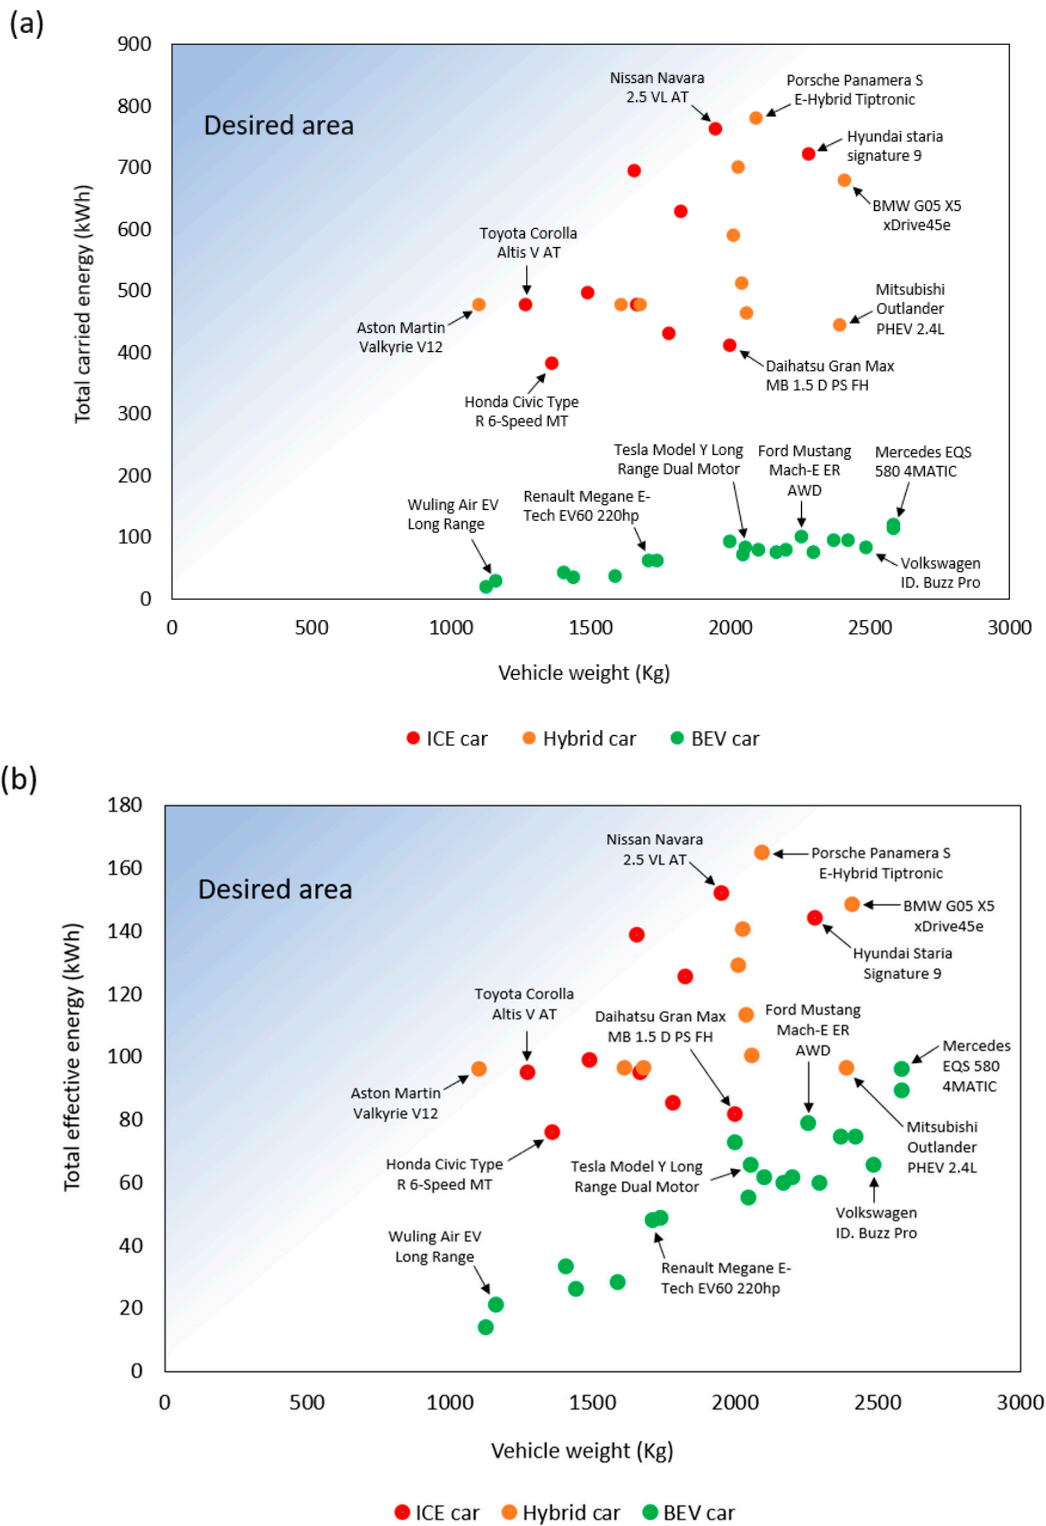 (a)
900
800
700
600
500
400
300
200
100
0
Total carried energy (kWh)
Desired area
Nissan Navara
2.5 VL AT
Porsche Panamera S
E-Hybrid Tiptronic
Hyundai staria
signature 9
BMW G05 X5
xDrive45e
Toyota Corolla
Altis V AT
Mitsubishi
Outlander
PHEV 2.4L
Aston Martin
Valkyrie V12
Daihatsu Gran Max
MB 1.5 D PS FH
Honda Civic Type
R 6-Speed MT
Tesla Model Y Long
Range Dual Motor
Ford Mustang
Mach-E ER
AWD
Mercedes EQS
580 4MATIC
Wuling Air EV
Long Range
Renault Megane E-
Tech EV60 220hp
Volkswagen
ID. Buzz Pro
0
500
1000
1500
2000
2500
3000
Vehicle weight (Kg)
ICE car
Hybrid car
BEV car
(b)
180
160
140
120
100
80
60
40
20
0
Total effective energy (kWh)
Desired area
Nissan Navara
2.5 VL AT
Porsche Panamera S
E-Hybrid Tiptronic
BMW G05 X5
xDrive45e
Hyundai Staria
Signature 9
Toyota Corolla
Altis V AT
Daihatsu Gran Max
MB 1.5 D PS FH
Ford Mustang
Mach-E ER
AWD
Mercedes
EQS 580
4MATIC
Aston Martin
Valkyrie V12
Mitsubishi
Outlander
PHEV 2.4L
Honda Civic Type
R 6-Speed MT
Tesla Model Y Long
Range Dual Motor
Volkswagen
ID. Buzz Pro
Wuling Air EV
Long Range
Renault Megane E-
Tech EV60 220hp
0
500
1000
1500
2000
2500
3000
Vehicle weight (Kg)
ICE car
Hybrid car
BEV car